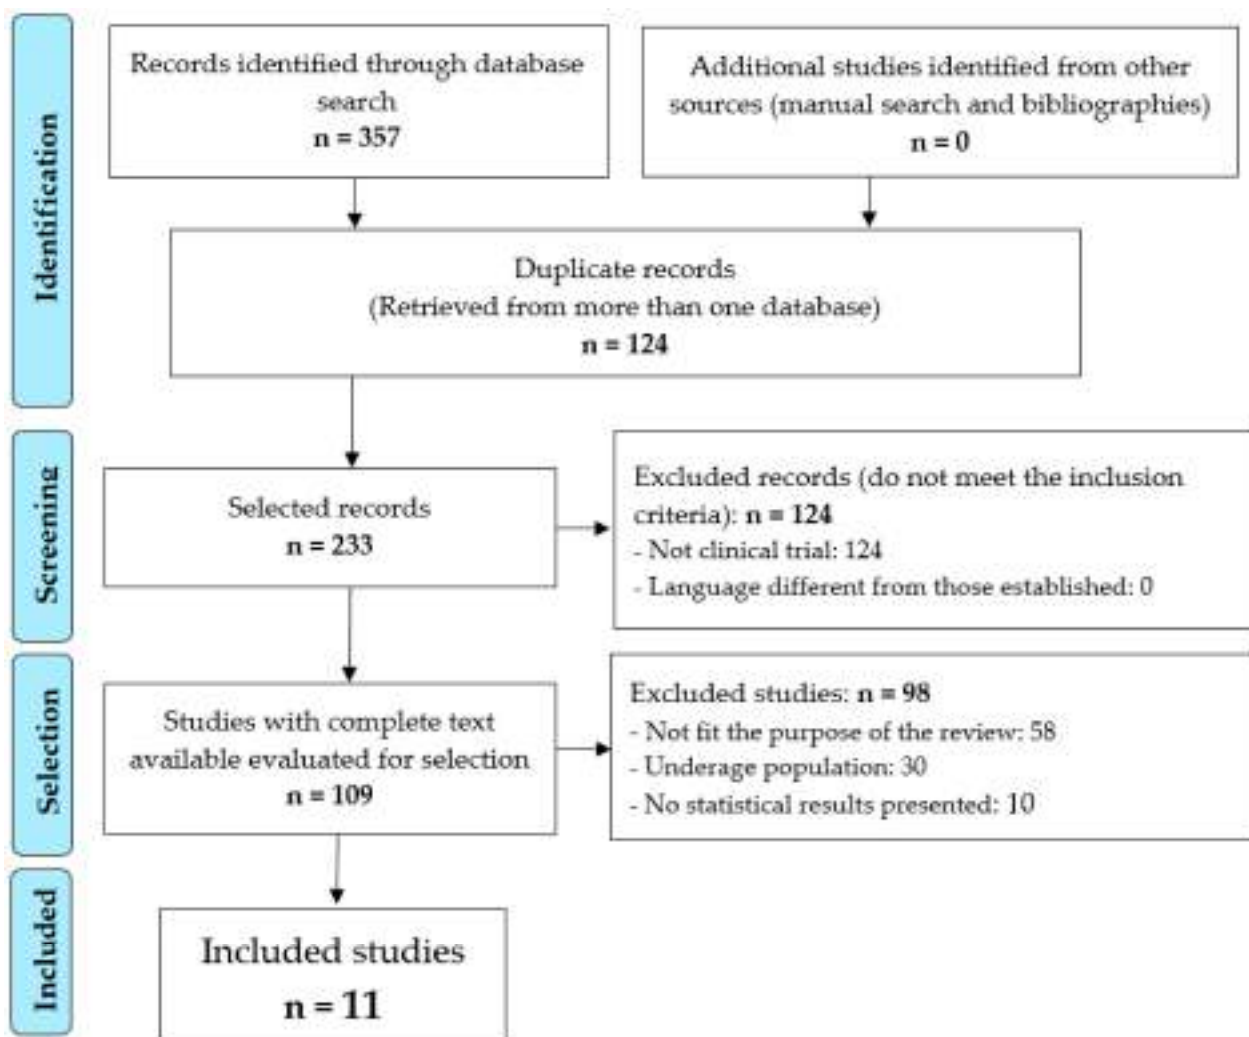 Identification
Records identified through database
search
n = 357
Additional studies identified from other
sources (manual search and bibliographies)
n = 0
Duplicate records
(Retrieved from more than one database)
n = 124
Screening
Selected records
n = 233
Excluded records (do not meet the inclusion
criteria): n = 124
- Not clinical trial: 124
- Language different from those established: 0
Selection
Studies with complete text
available evaluated for selection
n = 109
Excluded studies: n = 98
- Not fit the purpose of the review: 58
- Underage population: 30
- No statistical results presented: 10
Included
Included studies
n = 11